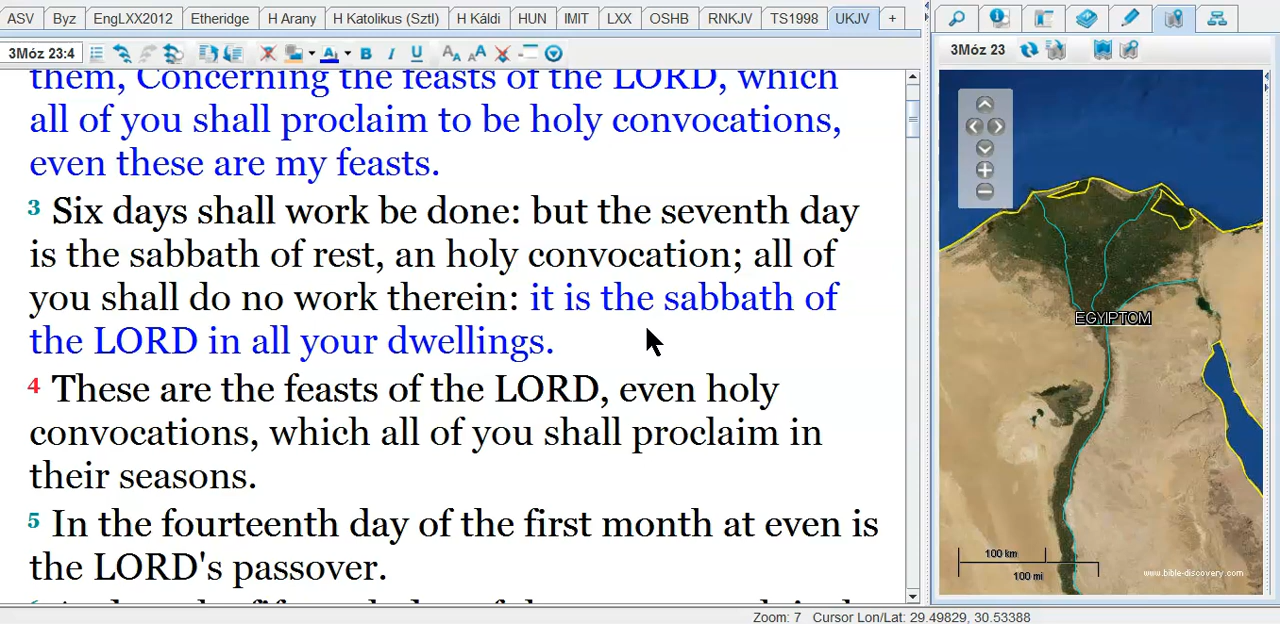 ASV Byz EngLXX2012 Etheridge H Arany H Katolikus (Sztl) H Káldi HUN IMIT LXX OSHB RNKJV TS1998 UKJV +
3Móz 23:4
3Móz 23
them, Concerning the feasts of the LORD, which
all of you shall proclaim to be holy convocations,
even these are my feasts.
3 Six days shall work be done: but the seventh day
is the sabbath of rest, an holy convocation; all of
you shall do no work therein: it is the sabbath of
the LORD in all your dwellings.
4 These are the feasts of the LORD, even holy
convocations, which all of you shall proclaim in
their seasons.
5 In the fourteenth day of the first month at even is
the LORD's passover.
EGYIPTOM
100 km
100 mi
www.bible-discovery.com
Zoom: 7 Cursor Lon/Lat: 29.49829, 30.53388